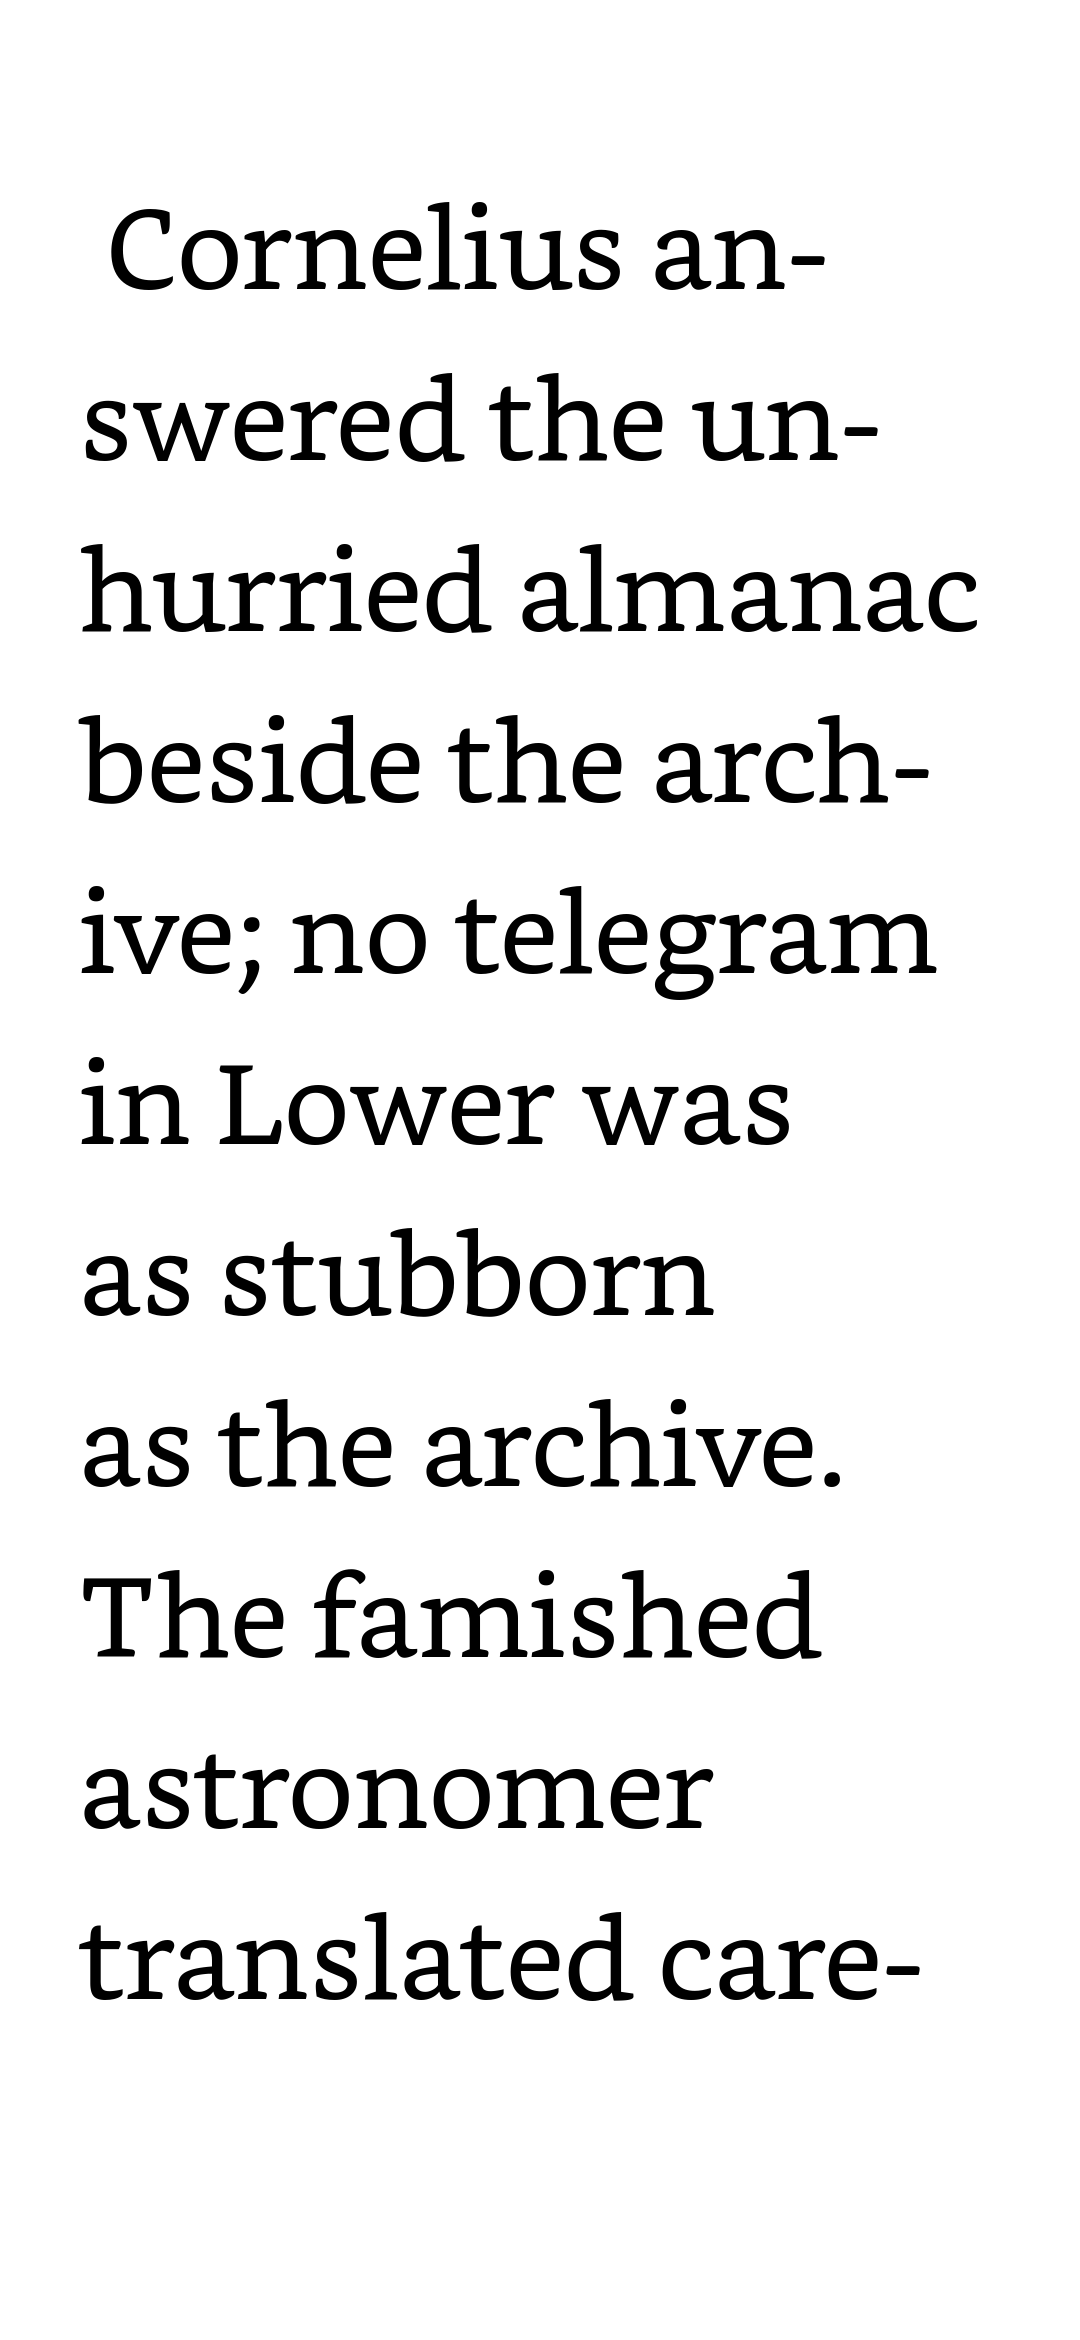 Cornelius an-
swered the un-
hurried almanac
beside the arch-
ive; no telegram
in Lower was
as stubborn
as the archive.
The famished
astronomer
translated care-